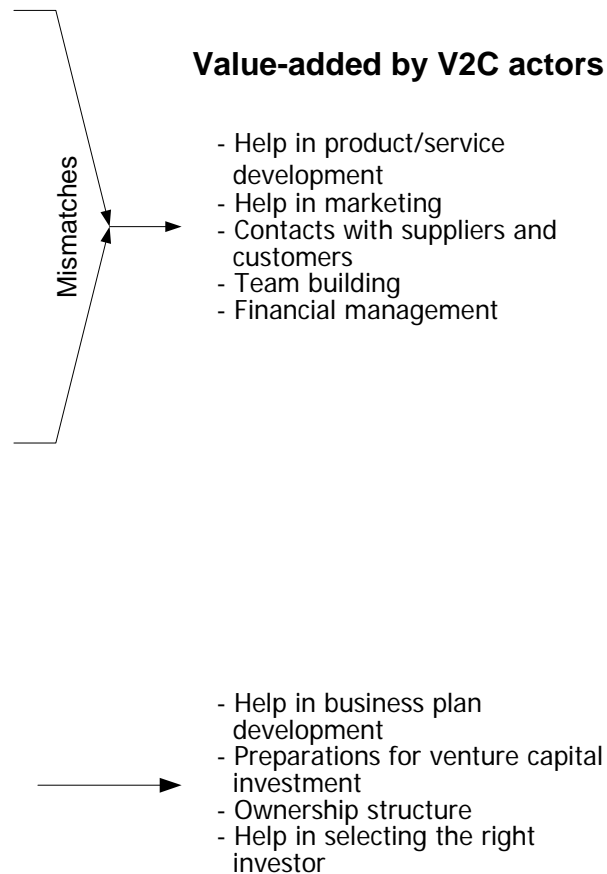 Value-added by V2C actors
Mismatches
- Help in product/service
development
- Help in marketing
- Contacts with suppliers and
customers
- Team building
- Financial management
- Help in business plan
development
- Preparations for venture capital
investment
- Ownership structure
- Help in selecting the right
investor